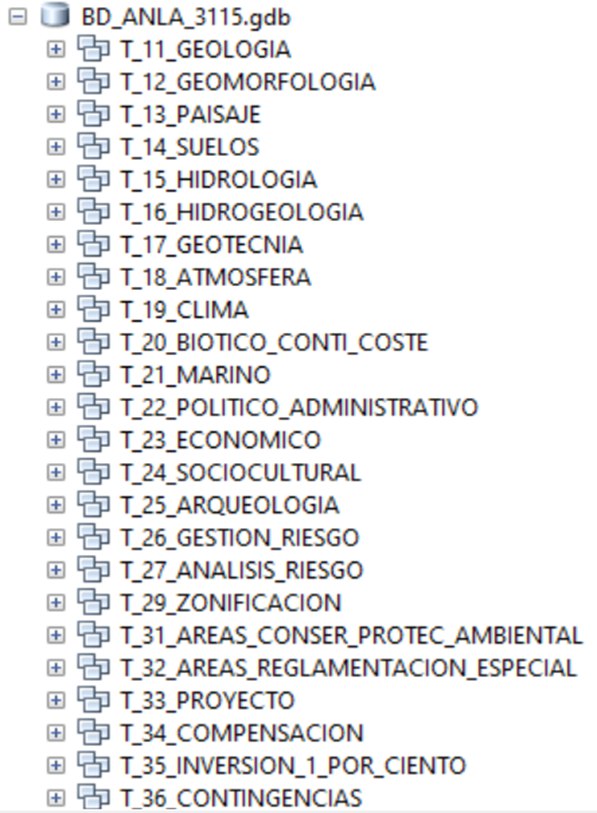 BD_ANLA_3115.gdb
T_11_GEOLOGIA
T_12_GEOMORFOLOGIA
T_13_PAISAJE
T_14_SUELOS
T_15_HIDROLOGIA
T_16_HIDROGEOLOGIA
T_17_GEOTECNIA
T_18_ATMOSFERA
T_19_CLIMA
T_20_BIOTICO_CONTI_COSTE
T_21_MARINO
T_22_POLITICO_ADMINISTRATIVO
T_23_ECONOMICO
T_24_SOCIOCULTURAL
T_25_ARQUEOLOGIA
T_26_GESTION_RIESGO
T_27_ANALISIS_RIESGO
T_29_ZONIFICACION
T_31_AREAS_CONSER_PROTEC_AMBIENTAL
T_32_AREAS_REGLAMENTACION_ESPECIAL
T_33_PROYECTO
T_34_COMPENSACION
T_35_INVERSION_1_POR_CIENTO
T_36_CONTINGENCIAS